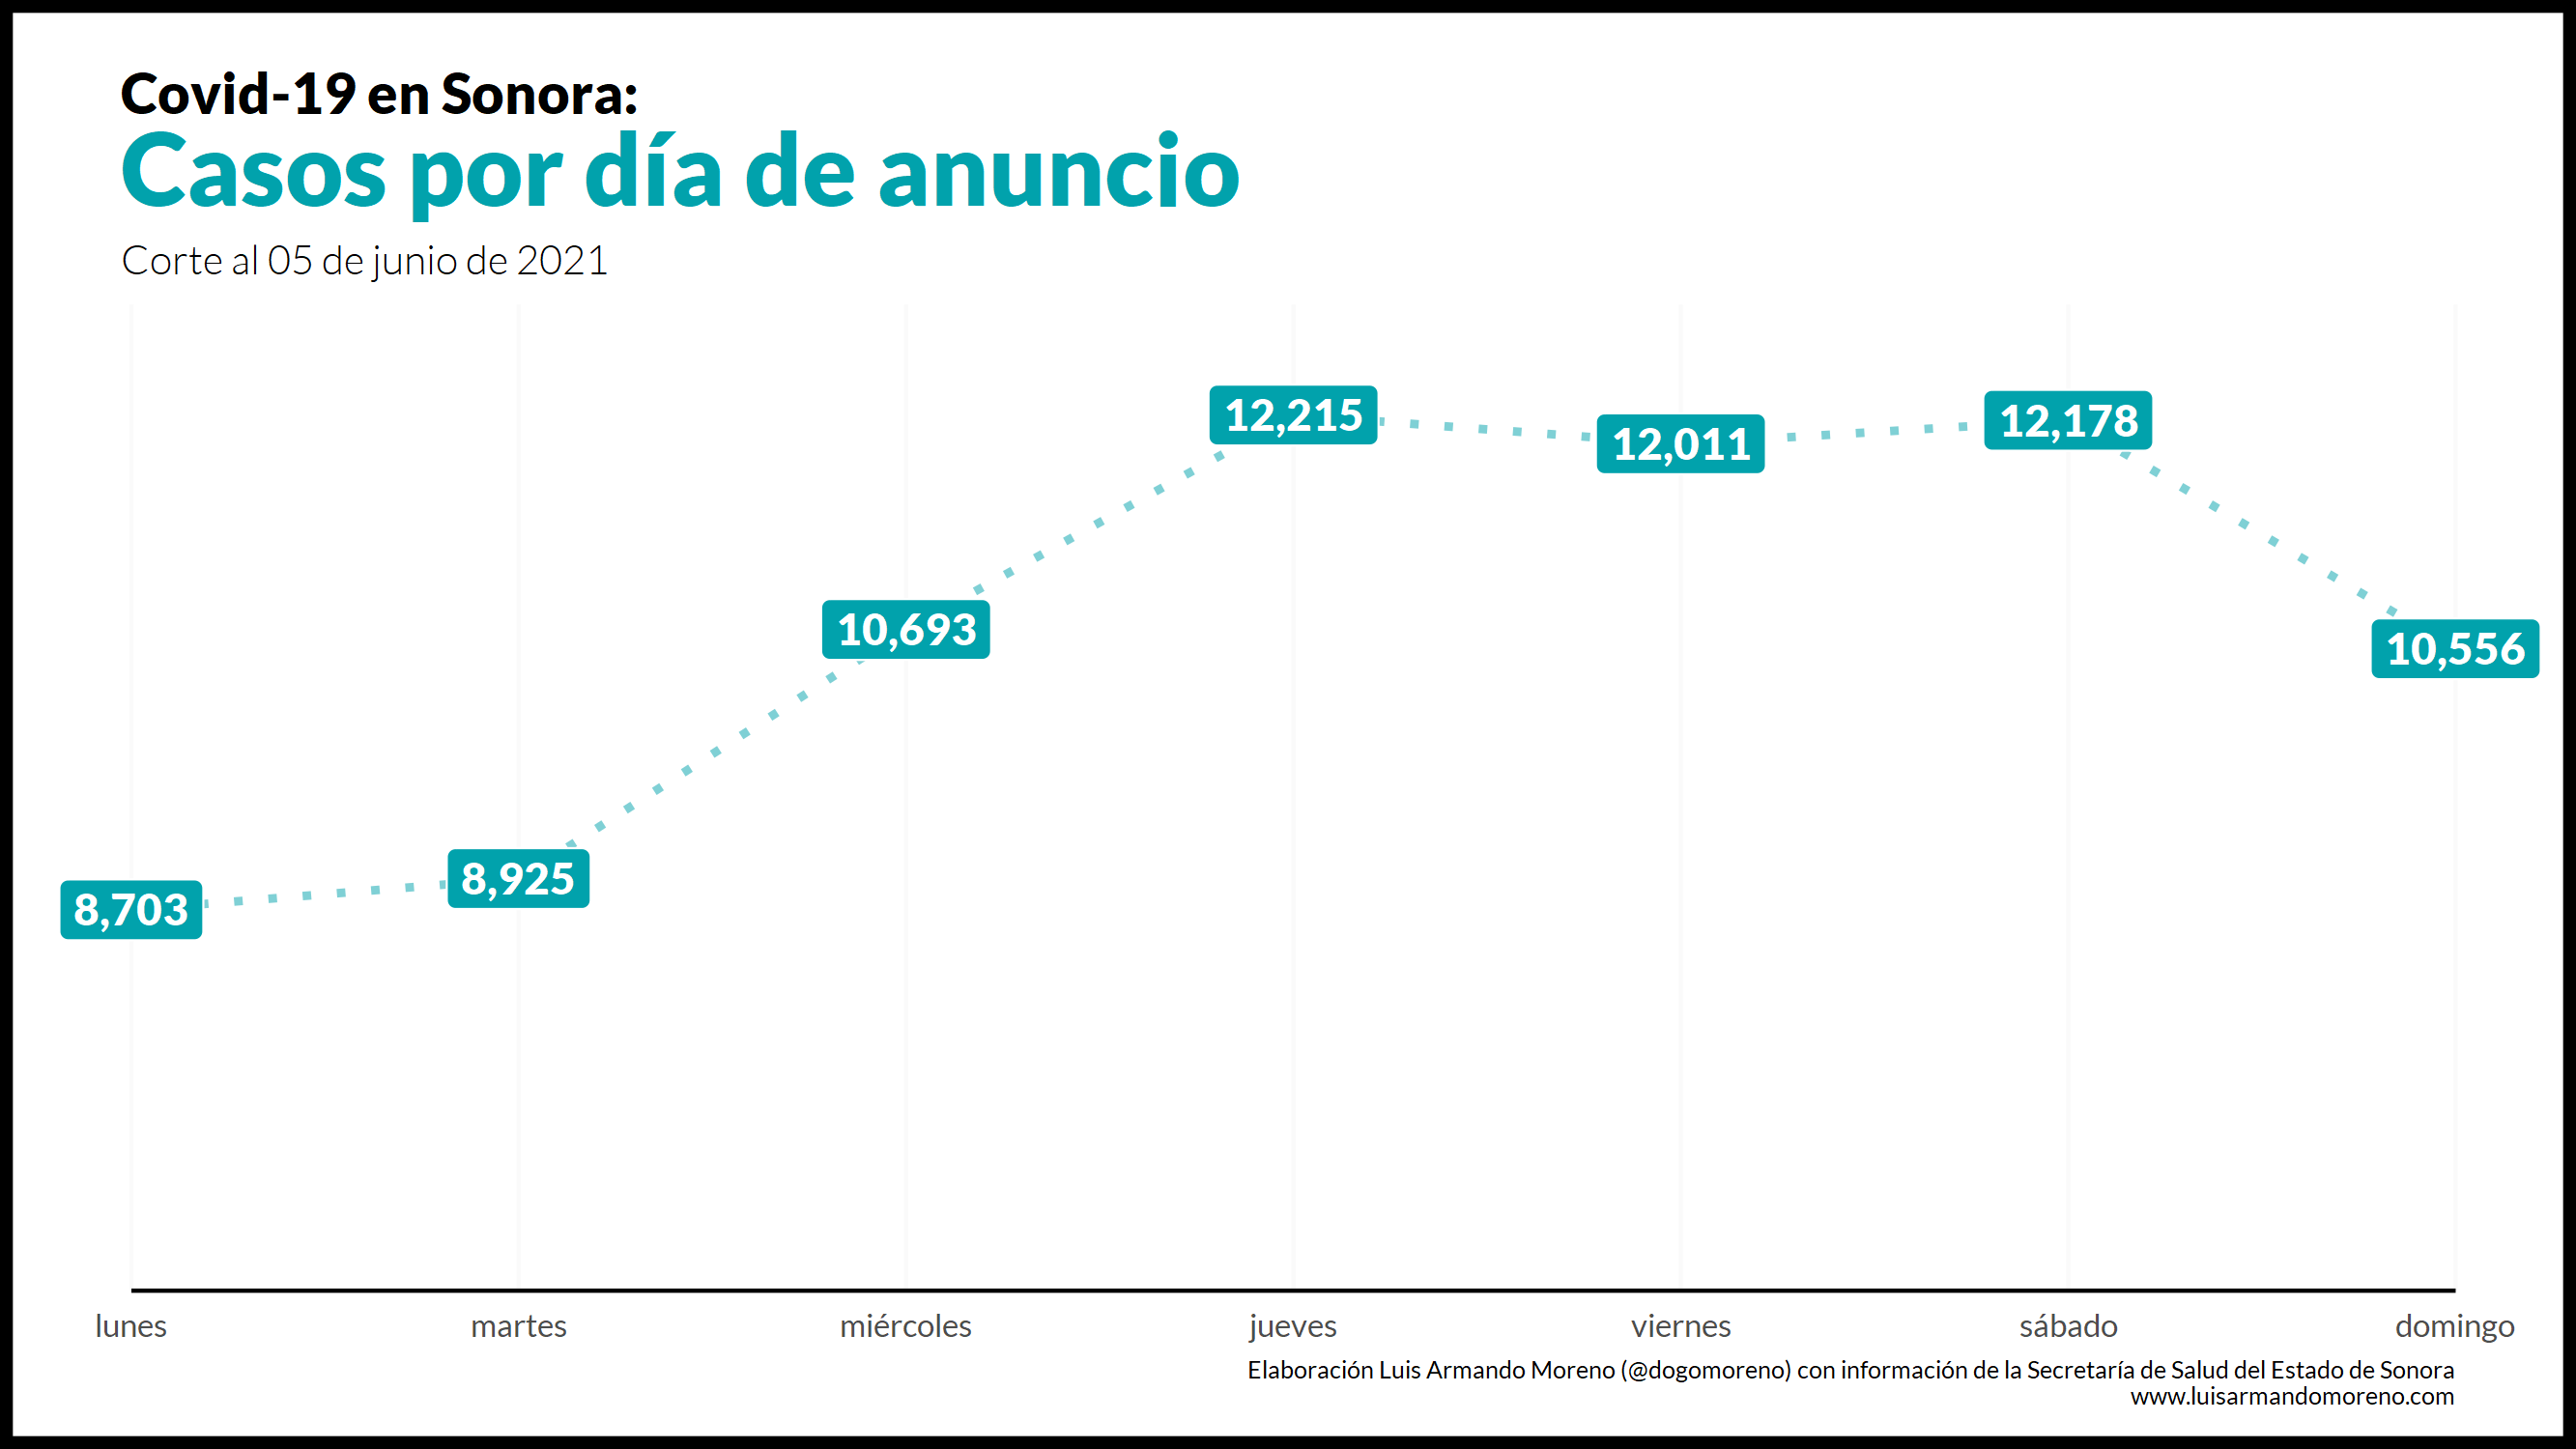 Covid-19 en Sonora:
Casos por día de anuncio
Corte al 05 de junio de 2021
12,215
12,011
12,178
10,693
10,556
8,925
8,703
lunes
martes
miércoles
jueves
viernes
sábado
domingo
Elaboración Luis Armando Moreno (@dogomoreno) con información de la Secretaría de Salud del Estado de Sonora
www.luisarmandomoreno.com